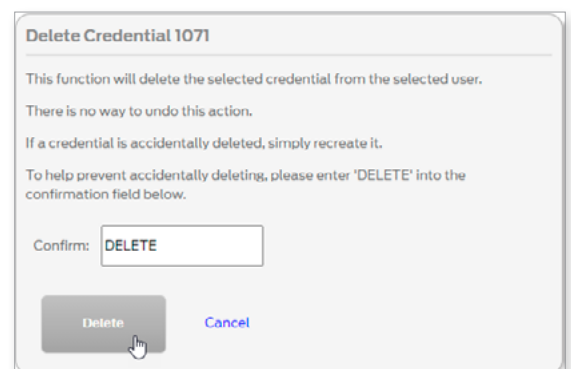 Delete Credential 1071
This function will delete the selected credential from the selected user.
There is no way to undo this action.
If a credential is accidentally deleted, simply recreate it.
To help prevent accidentally deleting, please enter 'DELETE' into the
confirmation field below.
Confirm: DELETE
Delete Cancel